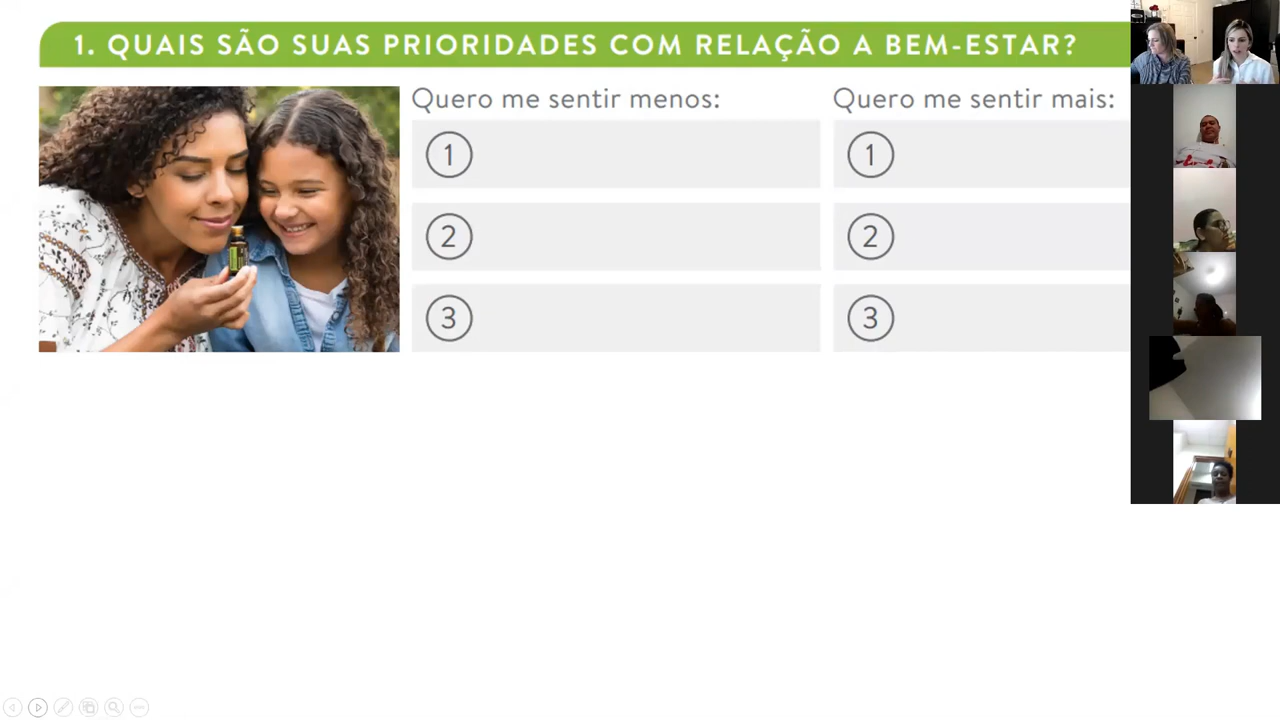 1. QUAIS SÃO SUAS PRIORIDADES COM RELAÇÃO A BEM-ESTAR?
Quero me sentir menos:
Quero me sentir mais:
1
1
2
2
3
3